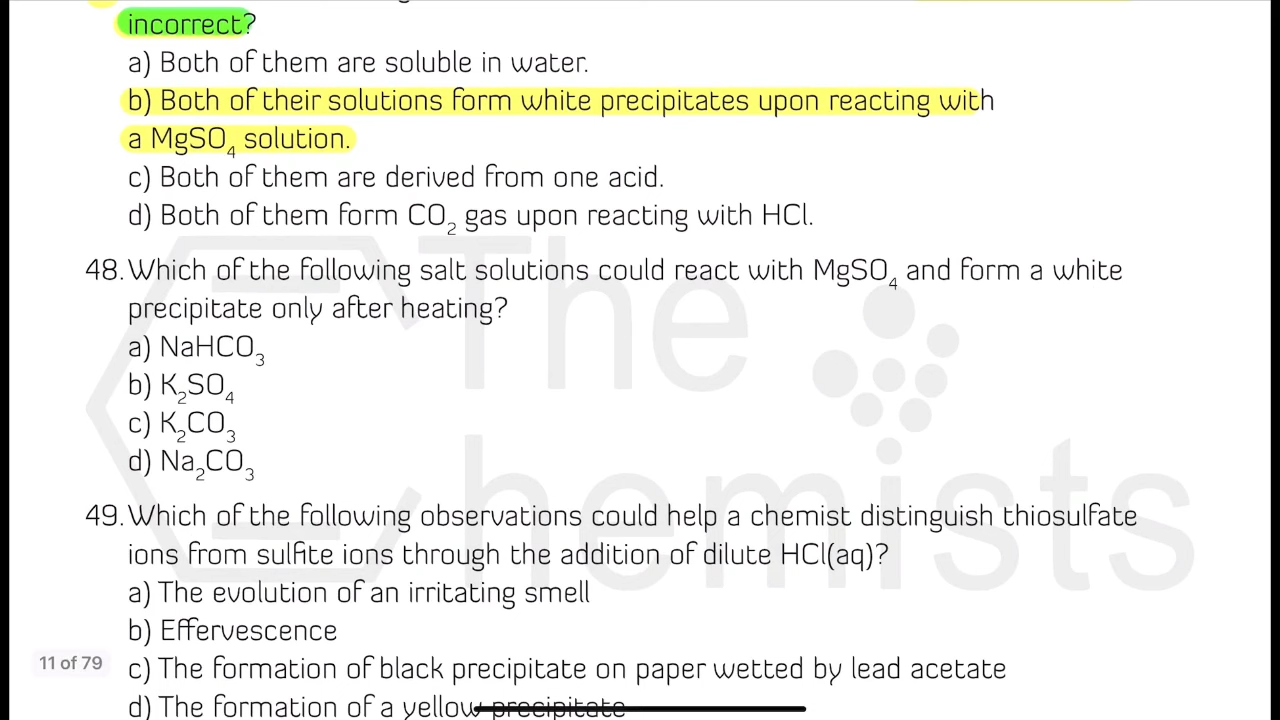 incorrect?
a) Both of them are soluble in water.
b) Both of their solutions form white precipitates upon reacting with
a MgSO₄ solution.
c) Both of them are derived from one acid.
d) Both of them form CO₂ gas upon reacting with HCl.
48. Which of the following salt solutions could react with MgSO₄ and form a white
precipitate only after heating?
a) NaHCO₃
b) K₂SO₄
c) K₂CO₃
d) Na₂CO₃
49. Which of the following observations could help a chemist distinguish thiosulfate
ions from sulfite ions through the addition of dilute HCl(aq)?
a) The evolution of an irritating smell
b) Effervescence
11 of 79
c) The formation of black precipitate on paper wetted by lead acetate
d) The formation of a yellow precipitate
The
Chemists